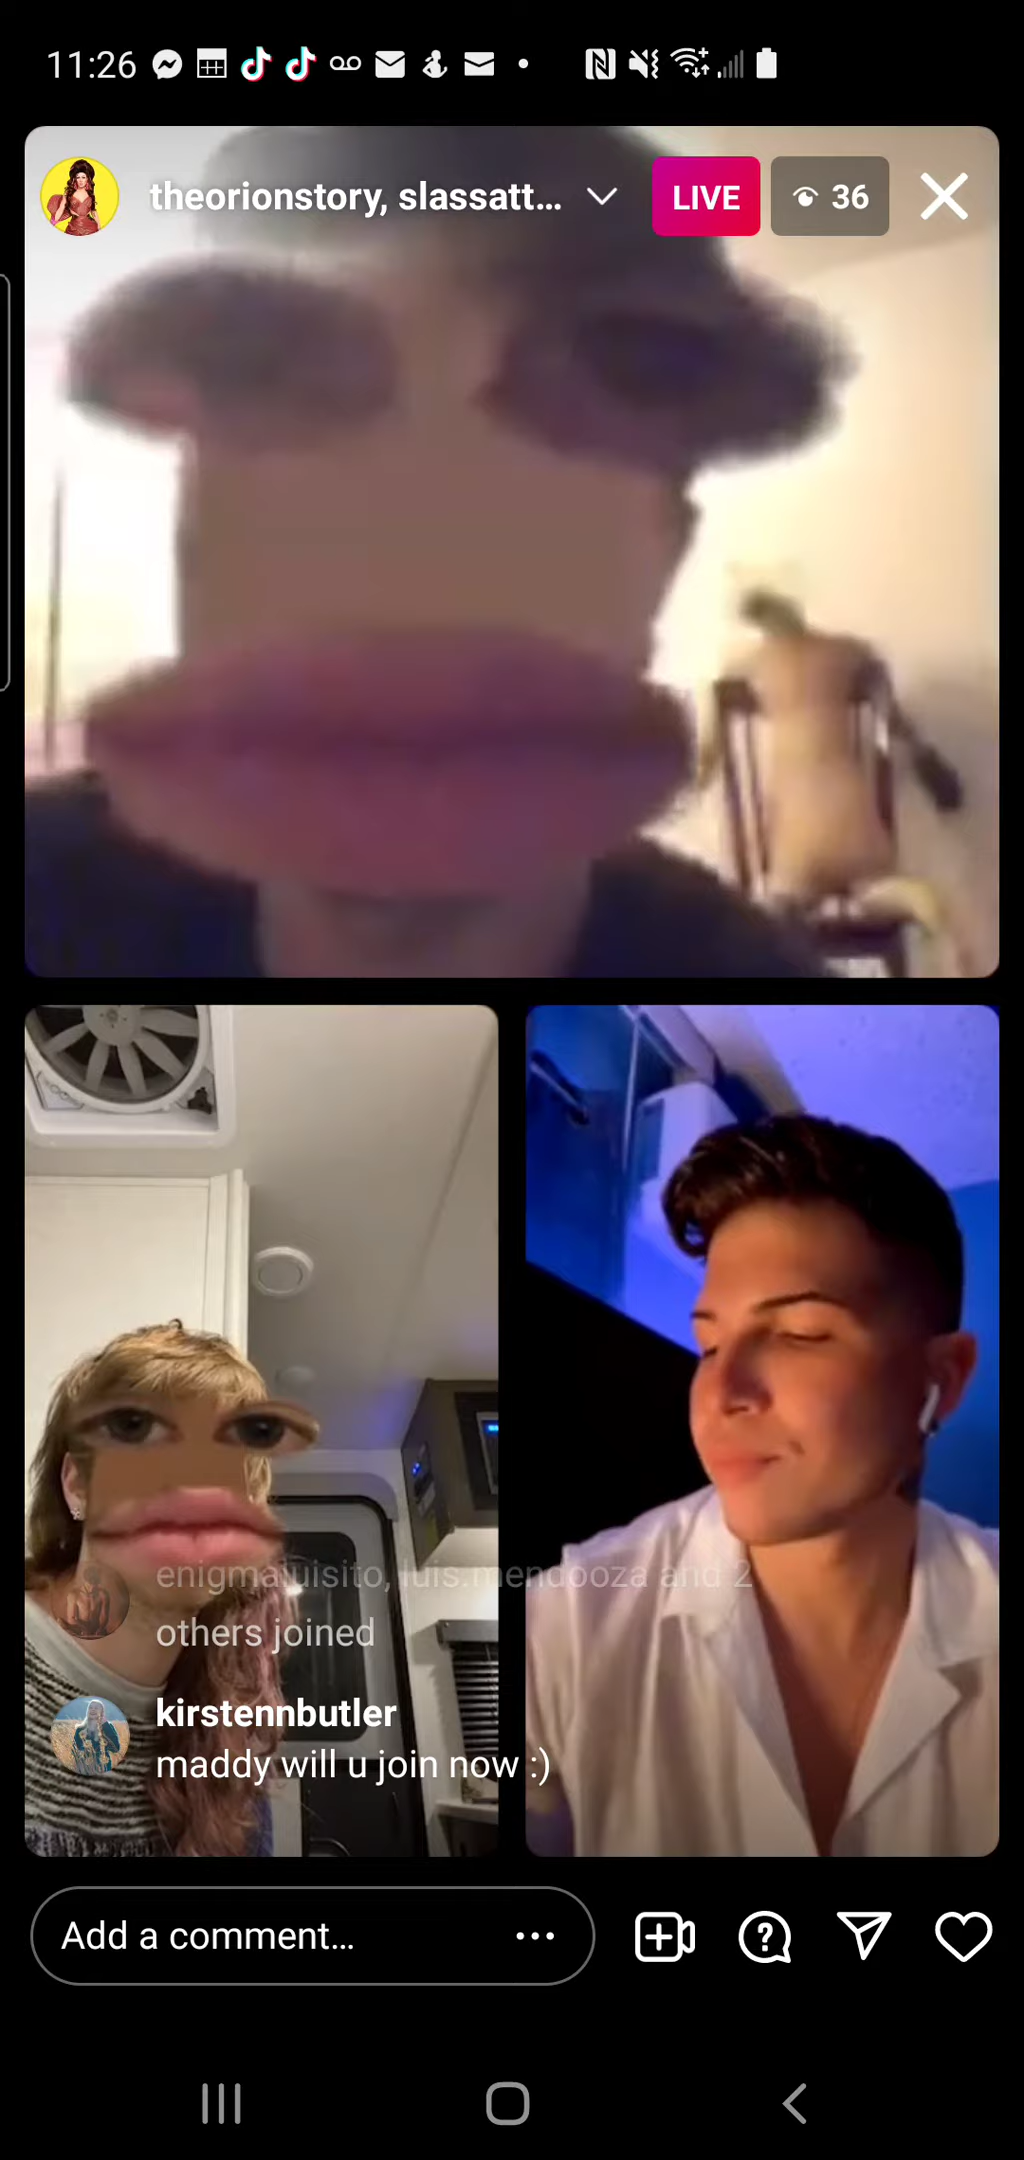 11:26
theorionstory, slassatt...
LIVE
36
enigmaluisito, luis.mendooza and 2
others joined
kirstennbutler
maddy will u join now :)
Add a comment...